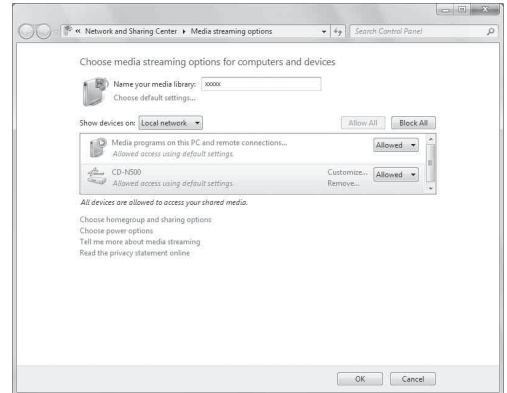 « Network and Sharing Center ▸ Media streaming options
Search Control Panel
Choose media streaming options for computers and devices
Name your media library: xxxxx
Choose default settings...
Show devices on: Local network
Allow All
Block All
Media programs on this PC and remote connections...
Allowed access using default settings.
Allowed
CD-N500
Allowed access using default settings.
Customize...
Remove...
Allowed
All devices are allowed to access your shared media.
Choose homegroup and sharing options
Choose power options
Tell me more about media streaming
Read the privacy statement online
OK
Cancel